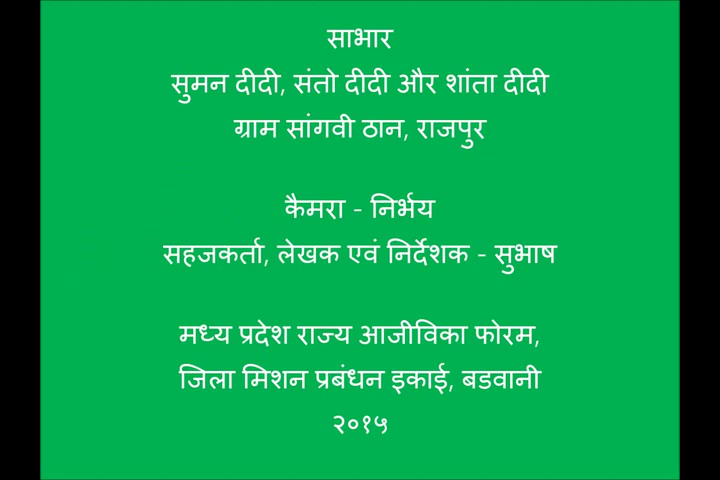 साभार
सुमन दीदी, संतो दीदी और शांता दीदी
ग्राम सांगवी ठान, राजपुर
कैमरा - निर्भय
सहजकर्ता, लेखक एवं निर्देशक - सुभाष
मध्य प्रदेश राज्य आजीविका फोरम,
जिला मिशन प्रबंधन इकाई, बडवानी
२०१५